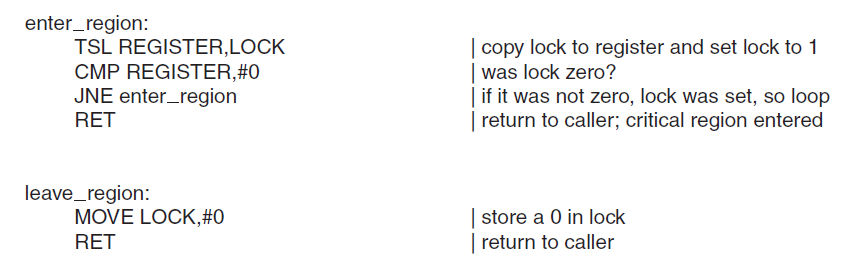 enter_region:
TSL REGISTER,LOCK | copy lock to register and set lock to 1
CMP REGISTER,#0 | was lock zero?
JNE enter_region | if it was not zero, lock was set, so loop
RET | return to caller; critical region entered
leave_region:
MOVE LOCK,#0 | store a 0 in lock
RET | return to caller